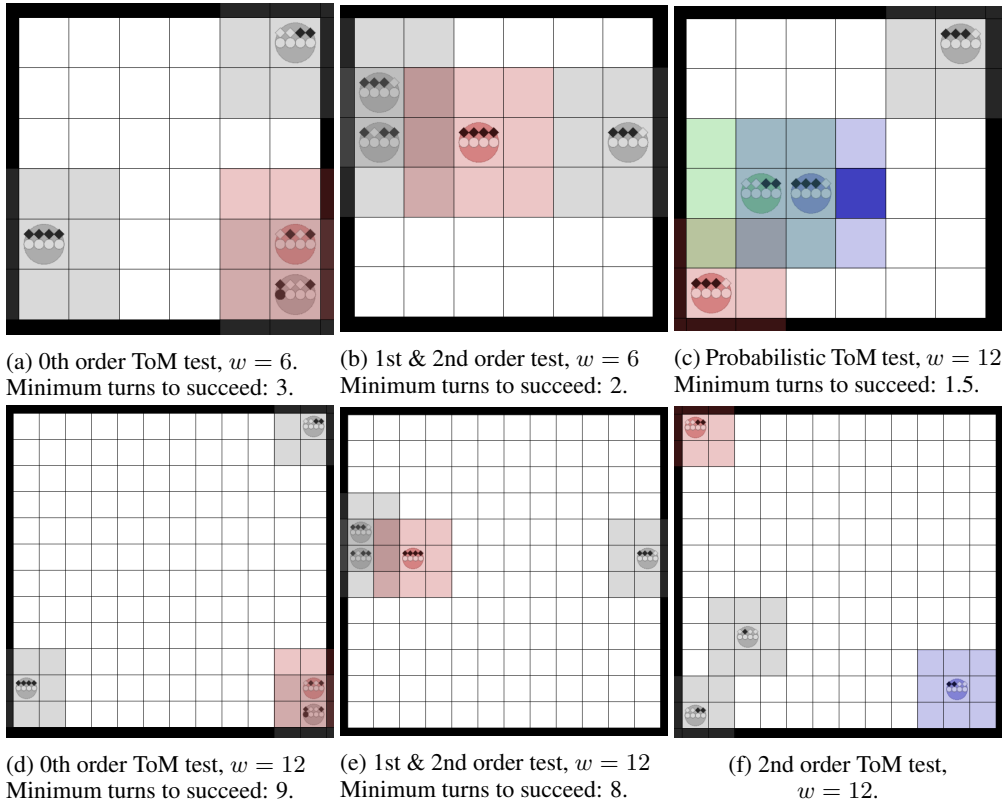 (a) 0th order ToM test, w = 6.
Minimum turns to succeed: 3.
(b) 1st & 2nd order test, w = 6
Minimum turns to succeed: 2.
(c) Probabilistic ToM test, w = 12
Minimum turns to succeed: 1.5.
(d) 0th order ToM test, w = 12
Minimum turns to succeed: 9.
(e) 1st & 2nd order ToM test, w = 12
Minimum turns to succeed: 8.
(f) 2nd order ToM test,
w = 12.